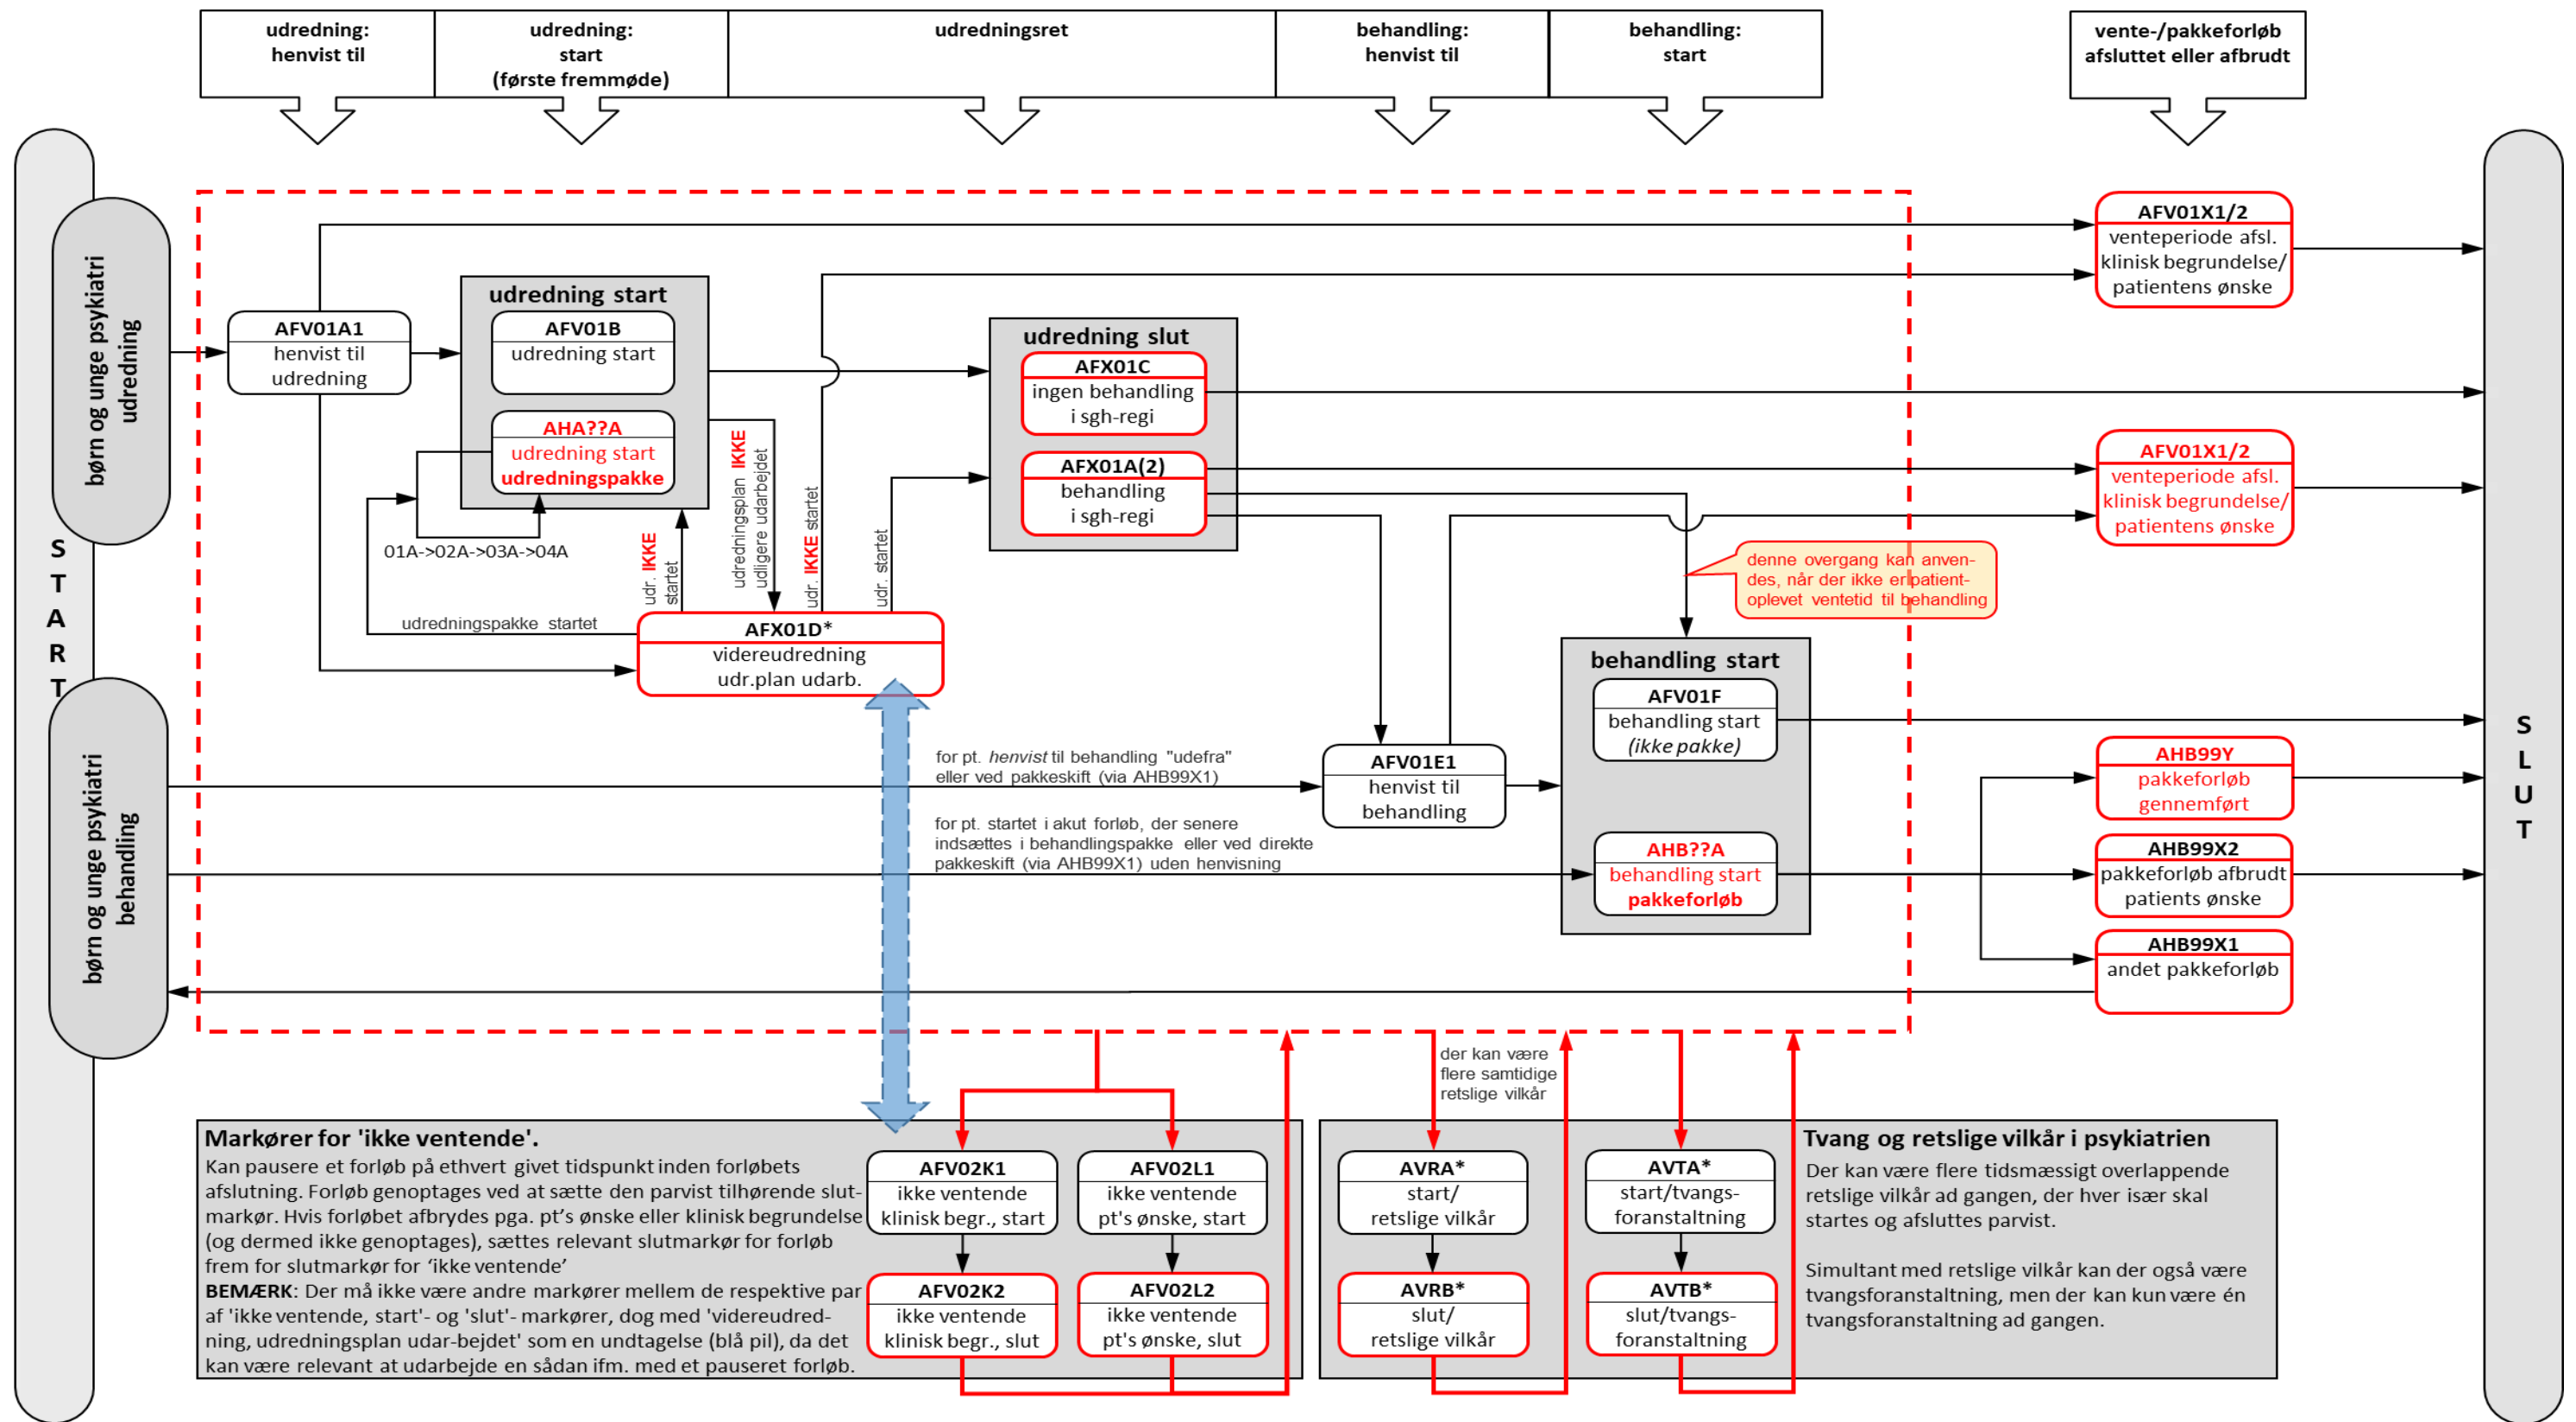 udredning:
henvist til
udredning:
start
(første fremmøde)
udredningsret
behandling:
henvist til
behandling:
start
vente-/pakkeforløb
afsluttet eller afbrudt
START
børn og unge psykiatri
udredning
børn og unge psykiatri
behandling
AFV01A1
henvist til
udredning
udredning start
AFV01B
udredning start
AHA??A
udredning start
udredningspakke
01A->02A->03A->04A
udredningspakke startet
udr. IKKE
startet
udredningsplan IKKE
udligere udarbejdet
udr. IKKE startet
udr. startet
AFX01D*
videreudredning
udr.plan udarb.
udredning slut
AFX01C
ingen behandling
i sgh-regi
AFX01A(2)
behandling
i sgh-regi
AFV01X1/2
venteperiode afsl.
klinisk begrundelse/
patientens ønske
AFV01X1/2
venteperiode afsl.
klinisk begrundelse/
patientens ønske
denne overgang kan anven-
des, når der ikke er patient-
oplevet ventetid til behandling
for pt. henvist til behandling "udefra"
eller ved pakkeskift (via AHB99X1)
AFV01E1
henvist til
behandling
for pt. startet i akut forløb, der senere
indsættes i behandlingspakke eller ved direkte
pakkeskift (via AHB99X1) uden henvisning
behandling start
AFV01F
behandling start
(ikke pakke)
AHB??A
behandling start
pakkeforløb
AHB99Y
pakkeforløb
gennemført
AHB99X2
pakkeforløb afbrudt
patients ønske
AHB99X1
andet pakkeforløb
SLUT
der kan være
flere samtidige
retslige vilkår
Markører for 'ikke ventende'.
Kan pausere et forløb på ethvert givet tidspunkt inden forløbets
afslutning. Forløb genoptages ved at sætte den parvist tilhørende slut-
markør. Hvis forløbet afbrydes pga. pt’s ønske eller klinisk begrundelse
(og dermed ikke genoptages), sættes relevant slutmarkør for forløb
frem for slutmarkør for ‘ikke ventende’
BEMÆRK: Der må ikke være andre markører mellem de respektive par
af 'ikke ventende, start'- og 'slut'- markører, dog med 'videreudred-
ning, udredningsplan udar-bejdet' som en undtagelse (blå pil), da det
kan være relevant at udarbejde en sådan ifm. med et pauseret forløb.
AFV02K1
ikke ventende
klinisk begr., start
AFV02L1
ikke ventende
pt's ønske, start
AFV02K2
ikke ventende
klinisk begr., slut
AFV02L2
ikke ventende
pt's ønske, slut
AVRA*
start/
retslige vilkår
AVTA*
start/tvangs-
foranstaltning
AVRB*
slut/
retslige vilkår
AVTB*
slut/tvangs-
foranstaltning
Tvang og retslige vilkår i psykiatrien
Der kan være flere tidsmæssigt overlappende
retslige vilkår ad gangen, der hver især skal
startes og afsluttes parvist.
Simultant med retslige vilkår kan der også være
tvangsforanstaltning, men der kan kun være én
tvangsforanstaltning ad gangen.